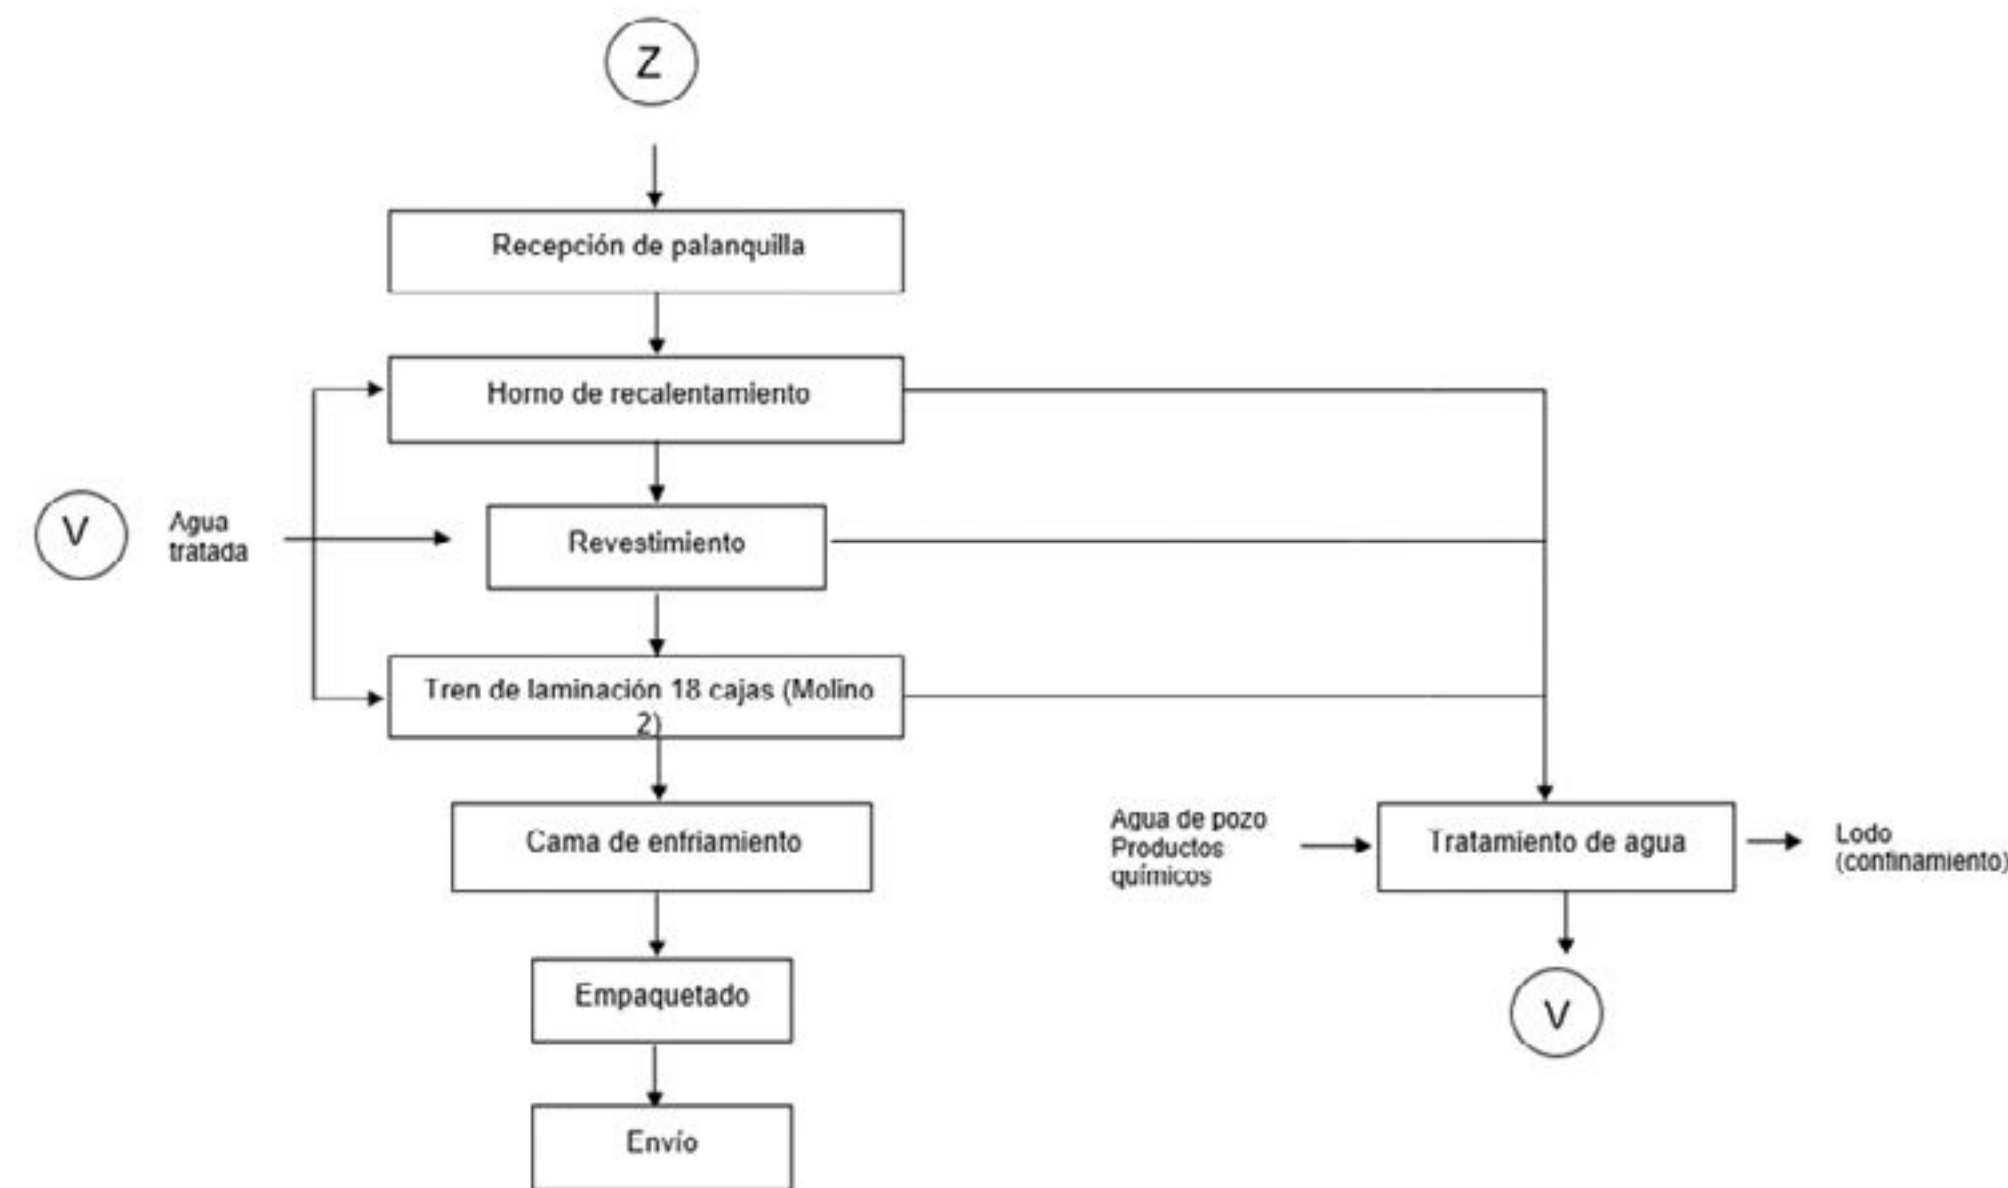 Z
Recepción de palanquilla
Horno de recalentamiento
V
Agua
tratada
Revestimiento
Tren de laminación 18 cajas (Molino
2)
Cama de enfriamiento
Agua de pozo
Productos
químicos
Tratamiento de agua
Lodo
(confinamiento)
Empaquetado
V
Envío